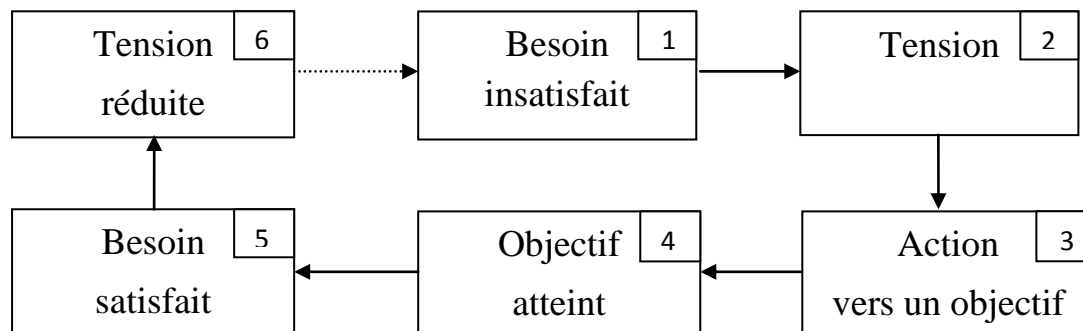 Tension 6
réduite
Besoin 1
insatisfait
Tension 2
Besoin 5
satisfait
Objectif 4
atteint
Action 3
vers un objectif